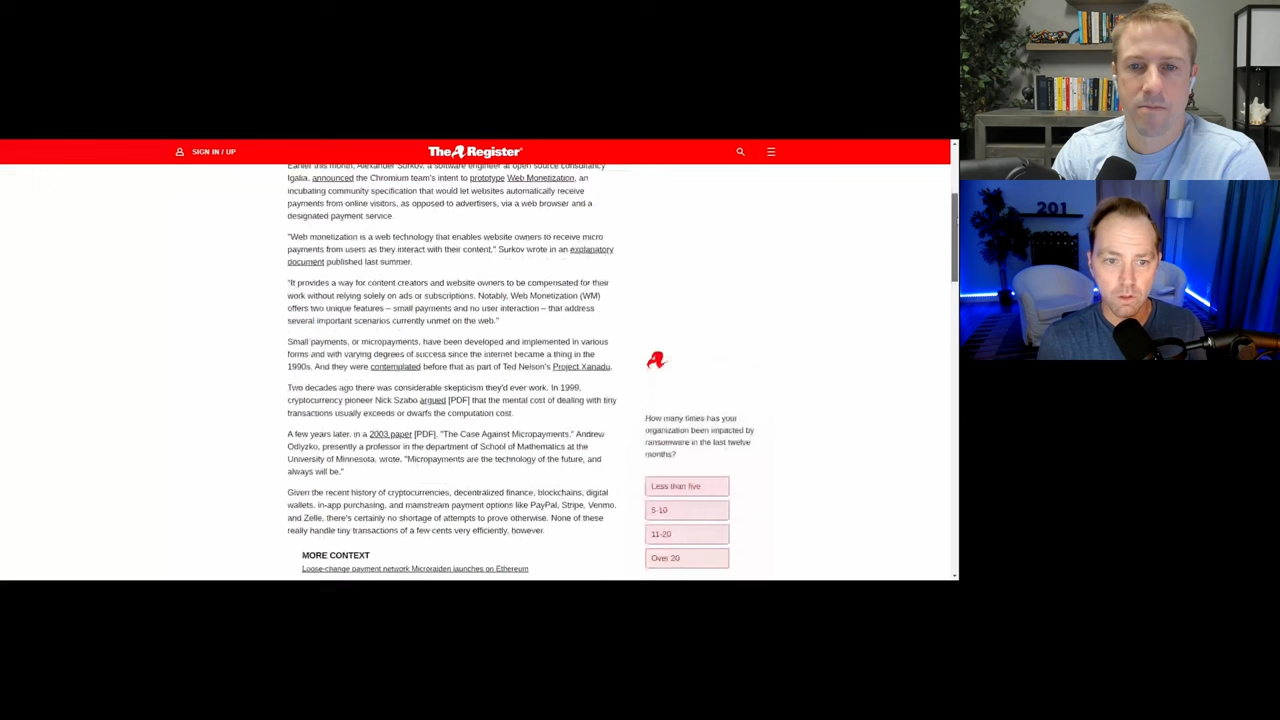 SIGN IN / UP
The Register
Earlier this month, Alexander Surkov, a software engineer at open source consultancy
Igalia, announced the Chromium team's intent to prototype Web Monetization, an
incubating community specification that would let websites automatically receive
payments from online visitors, as opposed to advertisers, via a web browser and a
designated payment service.
"Web monetization is a web technology that enables website owners to receive micro
payments from users as they interact with their content," Surkov wrote in an explanatory
document published last summer.
"It provides a way for content creators and website owners to be compensated for their
work without relying solely on ads or subscriptions. Notably, Web Monetization (WM)
offers two unique features – small payments and no user interaction – that address
several important scenarios currently unmet on the web."
Small payments, or micropayments, have been developed and implemented in various
forms and with varying degrees of success since the internet became a thing in the
1990s. And they were contemplated before that as part of Ted Nelson's Project Xanadu.
Two decades ago there was considerable skepticism they'd ever work. In 1999,
cryptocurrency pioneer Nick Szabo argued [PDF] that the mental cost of dealing with tiny
transactions usually exceeds or dwarfs the computation cost.
A few years later, in a 2003 paper [PDF], "The Case Against Micropayments," Andrew
Odlyzko, presently a professor in the department of School of Mathematics at the
University of Minnesota, wrote, "Micropayments are the technology of the future, and
always will be."
Given the recent history of cryptocurrencies, decentralized finance, blockchains, digital
wallets, in-app purchasing, and mainstream payment options like PayPal, Stripe, Venmo,
and Zelle, there's certainly no shortage of attempts to prove otherwise. None of these
really handle tiny transactions of a few cents very efficiently, however.
MORE CONTEXT
Loose-change payment network Microraiden launches on Ethereum
How many times has your
organization been impacted by
ransomware in the last twelve
months?
Less than five
5-10
11-20
Over 20
201